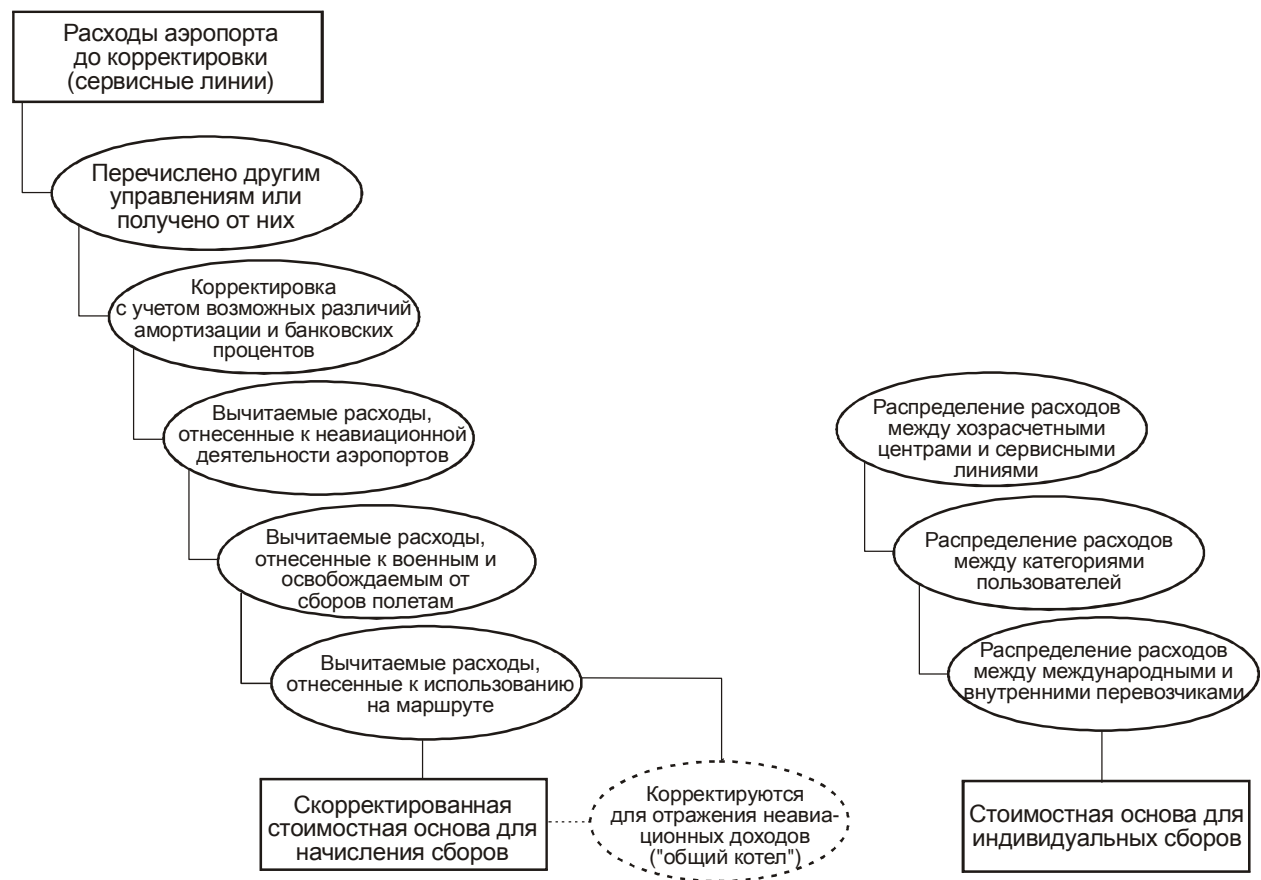 Расходы аэропорта
до корректировки
(сервисные линии)
Перечислено другим
управлениям или
получено от них
Корректировка
с учетом возможных различий
амортизации и банковских
процентов
Вычитаемые расходы,
отнесенные к неавиационной
деятельности аэропортов
Вычитаемые расходы,
отнесенные к военным и
освобождаемым от
сборов полетам
Вычитаемые расходы,
отнесенные к использованию
на маршруте
Скорректированная
стоимостная основа для
начисления сборов
Корректируются
для отражения неавиа-
ционных доходов
("общий котел")
Распределение расходов
между хозрасчетными
центрами и сервисными
линиями
Распределение расходов
между категориями
пользователей
Распределение расходов
между международными и
внутренними перевозчиками
Стоимостная основа для
индивидуальных сборов